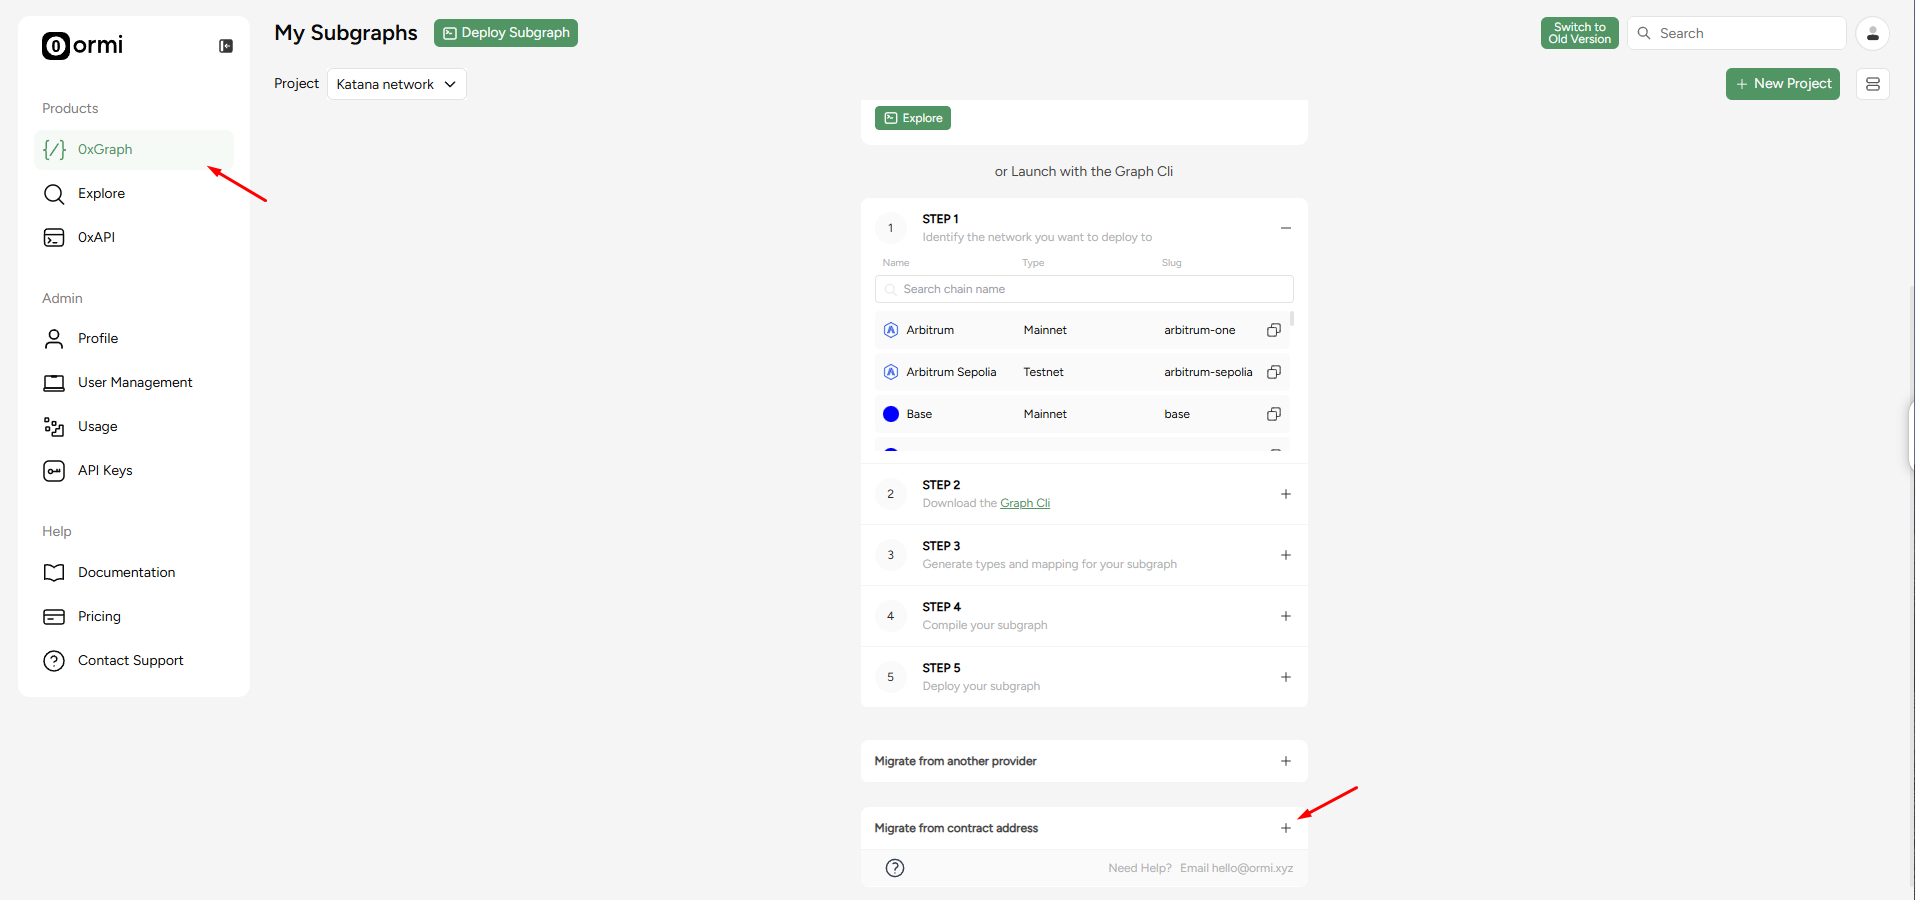 ormi
Products
0xGraph
Explore
0xAPI
Admin
Profile
User Management
Usage
API Keys
Help
Documentation
Pricing
Contact Support
My Subgraphs
Deploy Subgraph
Switch to
Old Version
Search
Project
Katana network
New Project
Explore
or Launch with the Graph Cli
1
STEP 1
Identify the network you want to deploy to
Name Type Slug
Search chain name
Arbitrum Mainnet arbitrum-one
Arbitrum Sepolia Testnet arbitrum-sepolia
Base Mainnet base
2
STEP 2
Download the Graph Cli
3
STEP 3
Generate types and mapping for your subgraph
4
STEP 4
Compile your subgraph
5
STEP 5
Deploy your subgraph
Migrate from another provider
Migrate from contract address
Need Help? Email hello@ormi.xyz